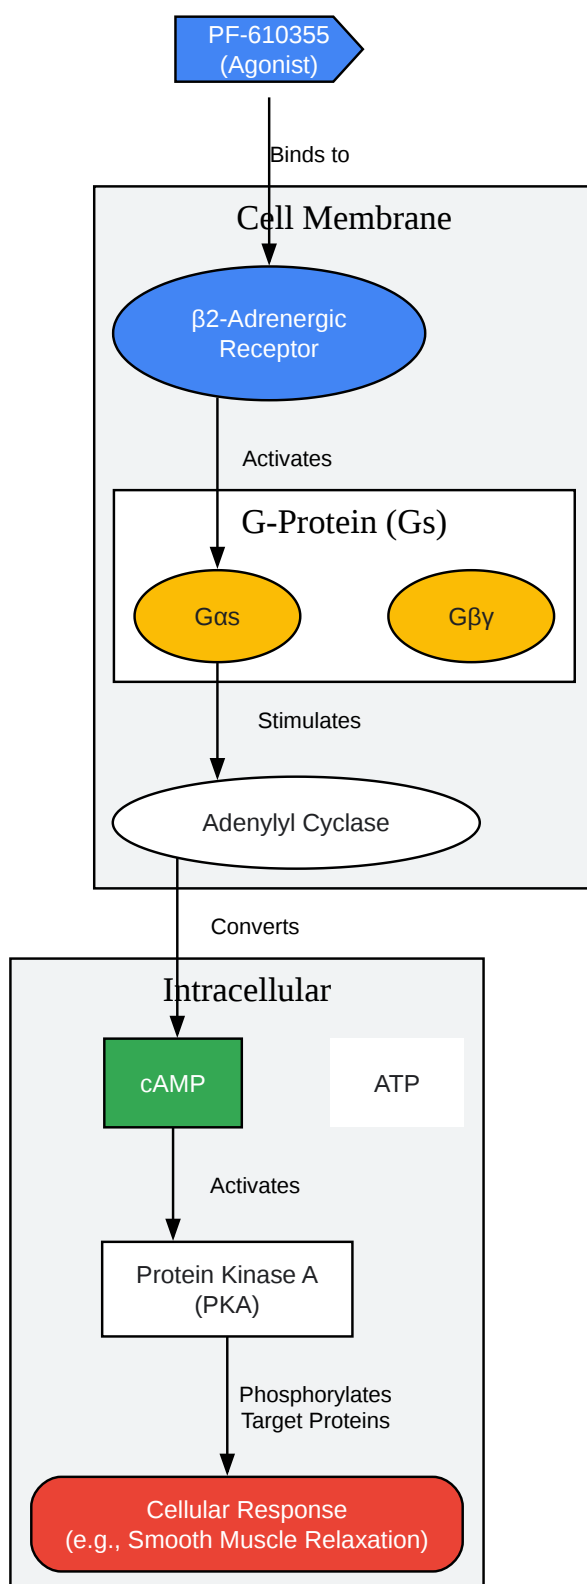 PF-610355
(Agonist)
Binds to
Cell Membrane
β2-Adrenergic
Receptor
Activates
G-Protein (Gs)
Gαs
Gβγ
Stimulates
Adenylyl Cyclase
Converts
Intracellular
cAMP
ATP
Activates
Protein Kinase A
(PKA)
Phosphorylates
Target Proteins
Cellular Response
(e.g., Smooth Muscle Relaxation)